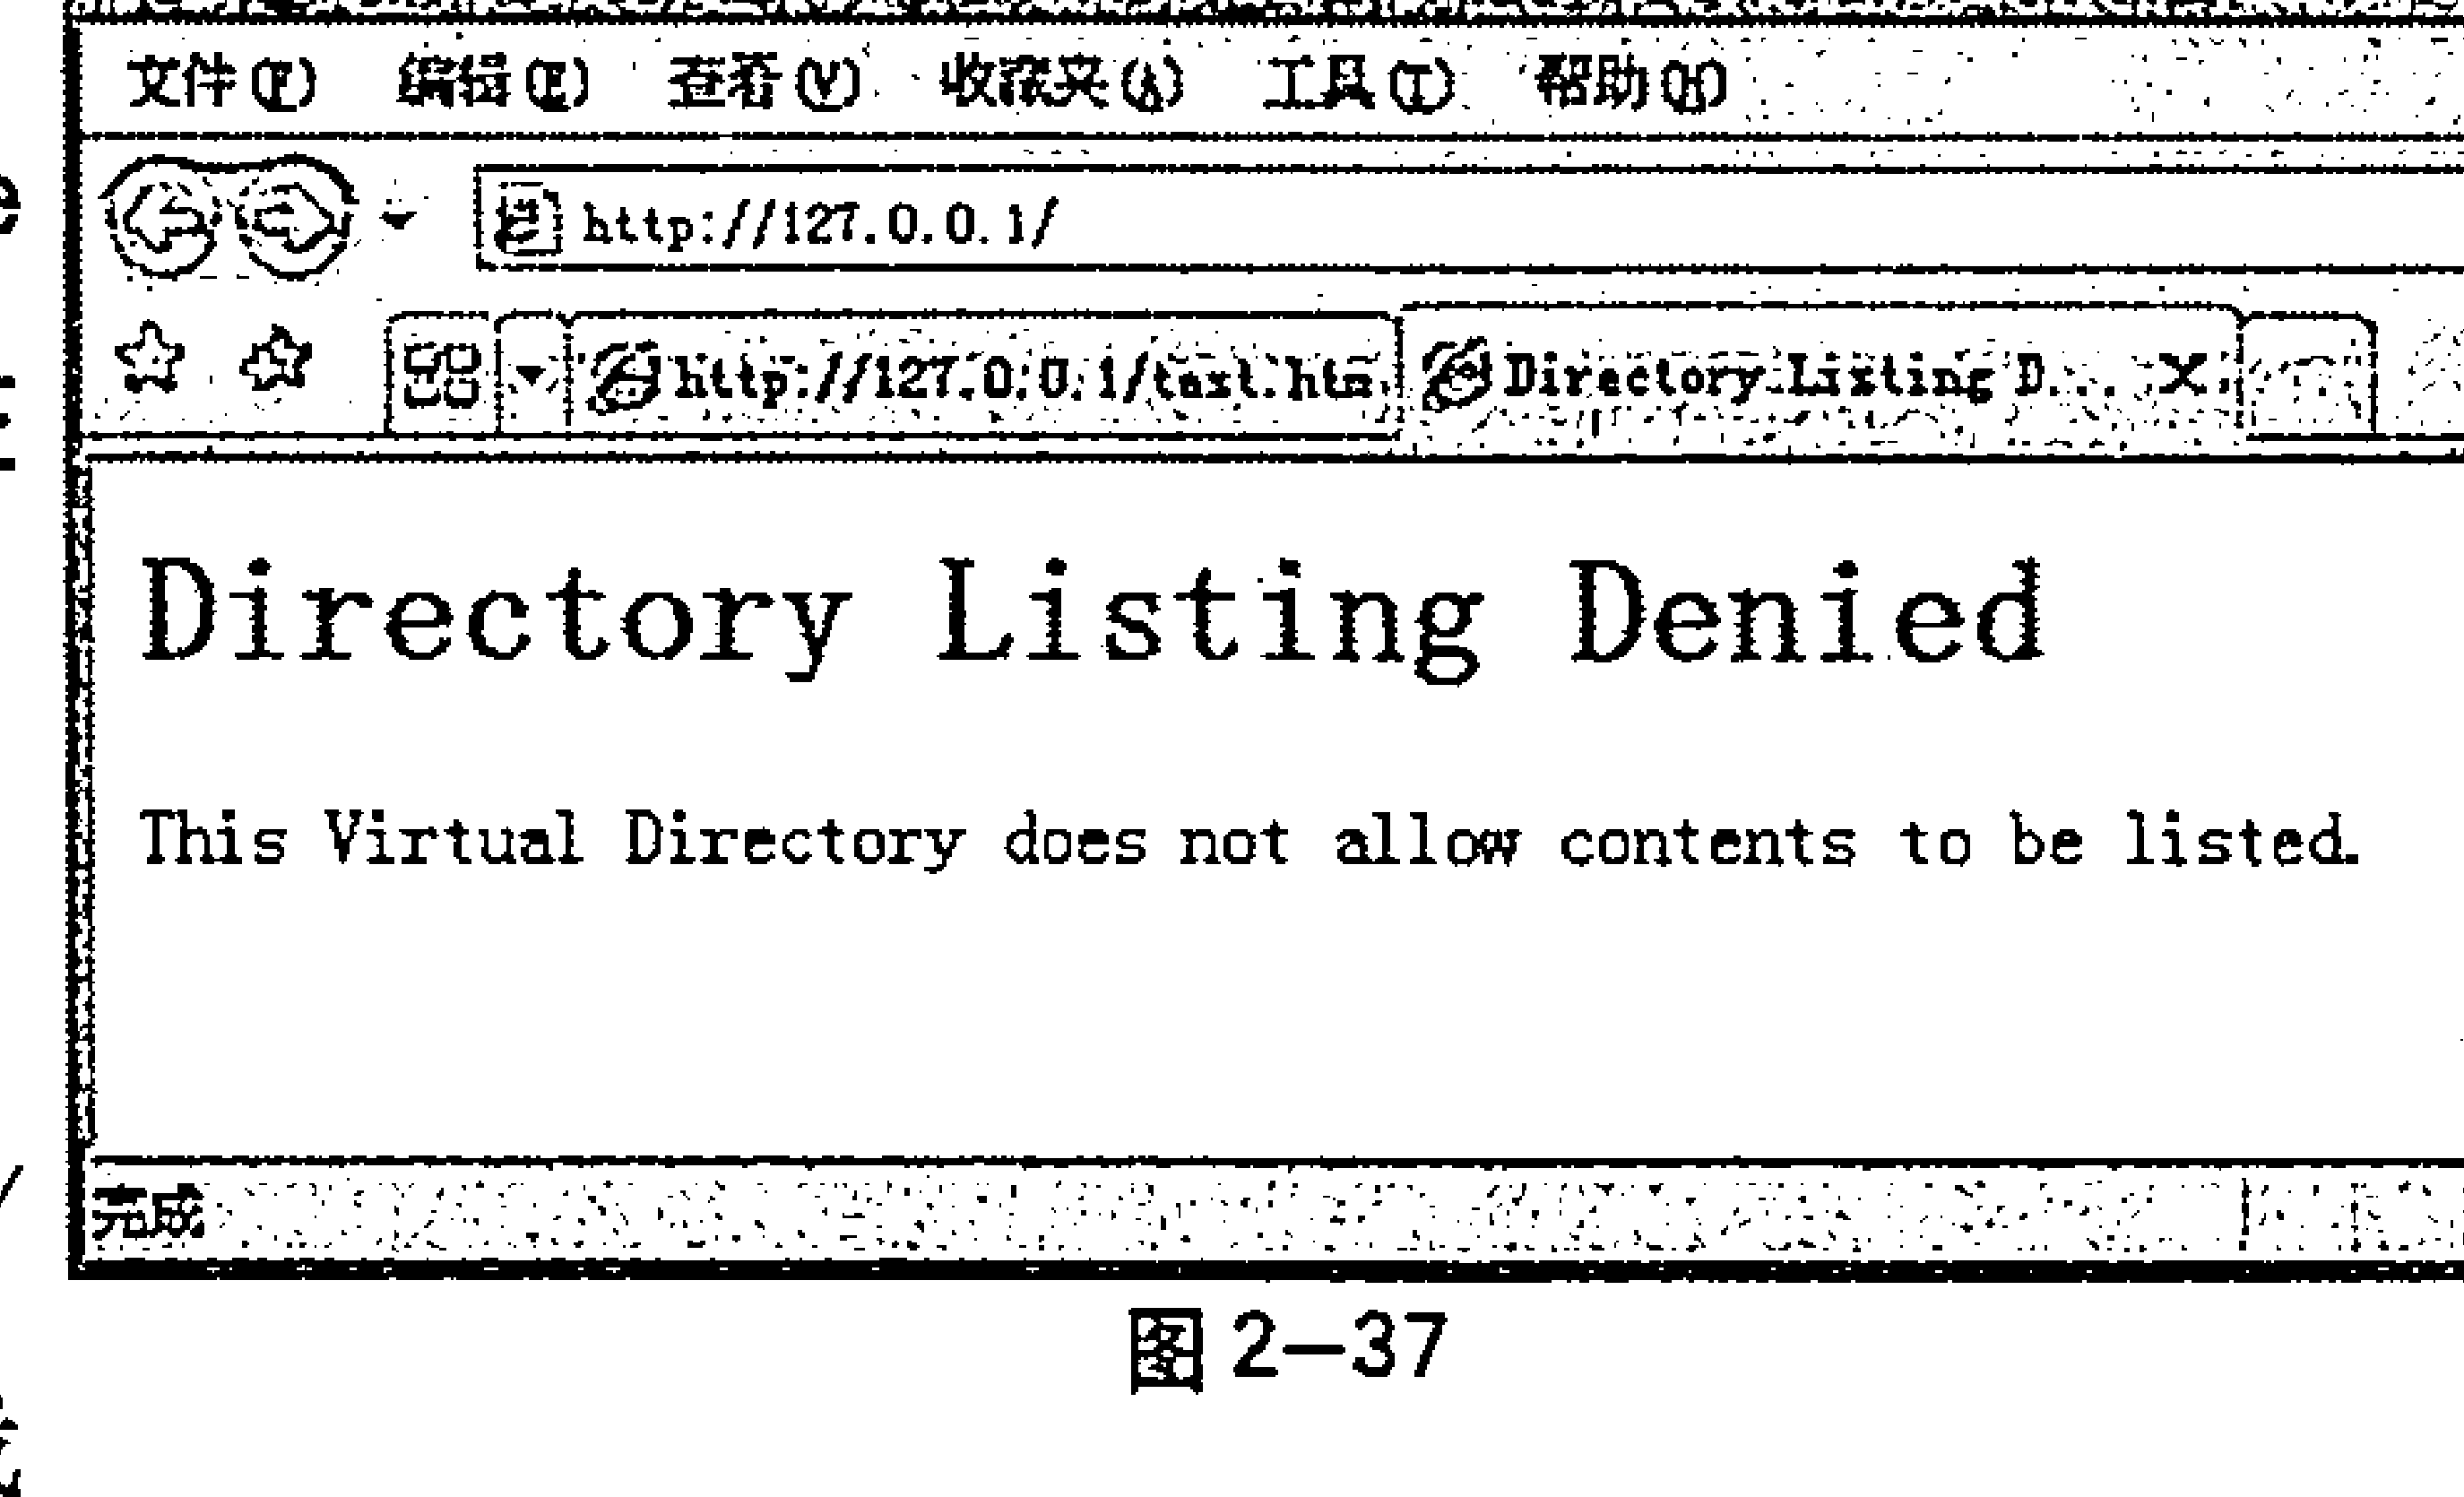 文件(F) 编辑(E) 查看(V) 收藏夹(A) 工具(T) 帮助(H)
http://127.0.0.1/
http://127.0.0.1/test.htm Directory Listing D... X
Directory Listing Denied
This Virtual Directory does not allow contents to be listed.
完成
图 2-37